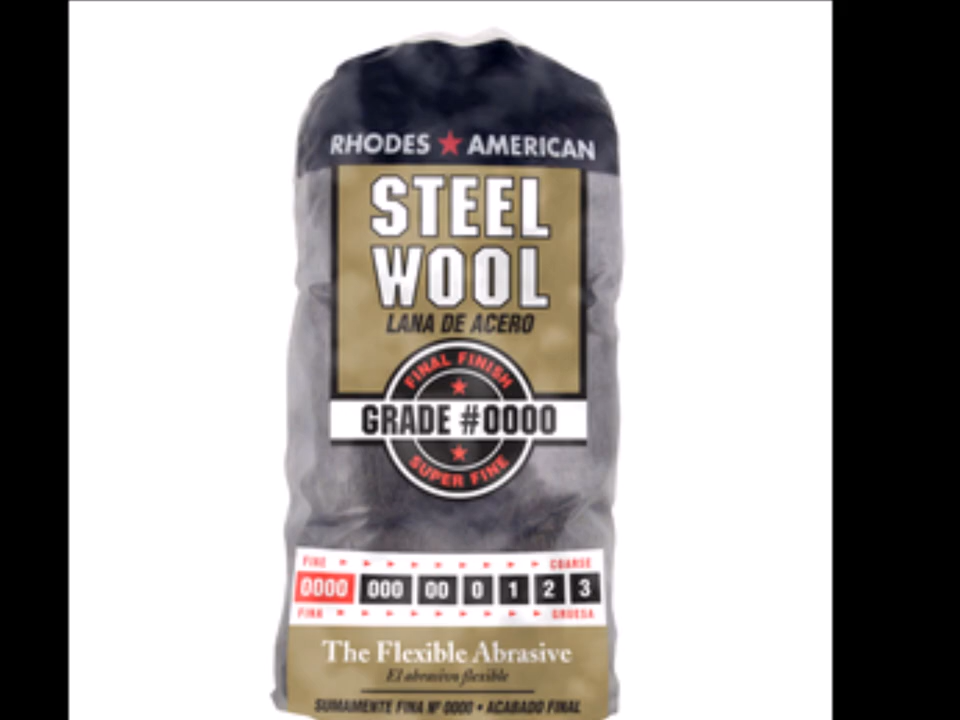 RHODES ★ AMERICAN
STEEL
WOOL
LANA DE ACERO
FINAL FINISH
GRADE #0000
SUPER FINE
FINE COARSE
0000 000 00 0 1 2 3
FINA GRUESA
The Flexible Abrasive
El abrasivo flexible
SUMAMENTE FINA Nº 0000 • ACABADO FINAL